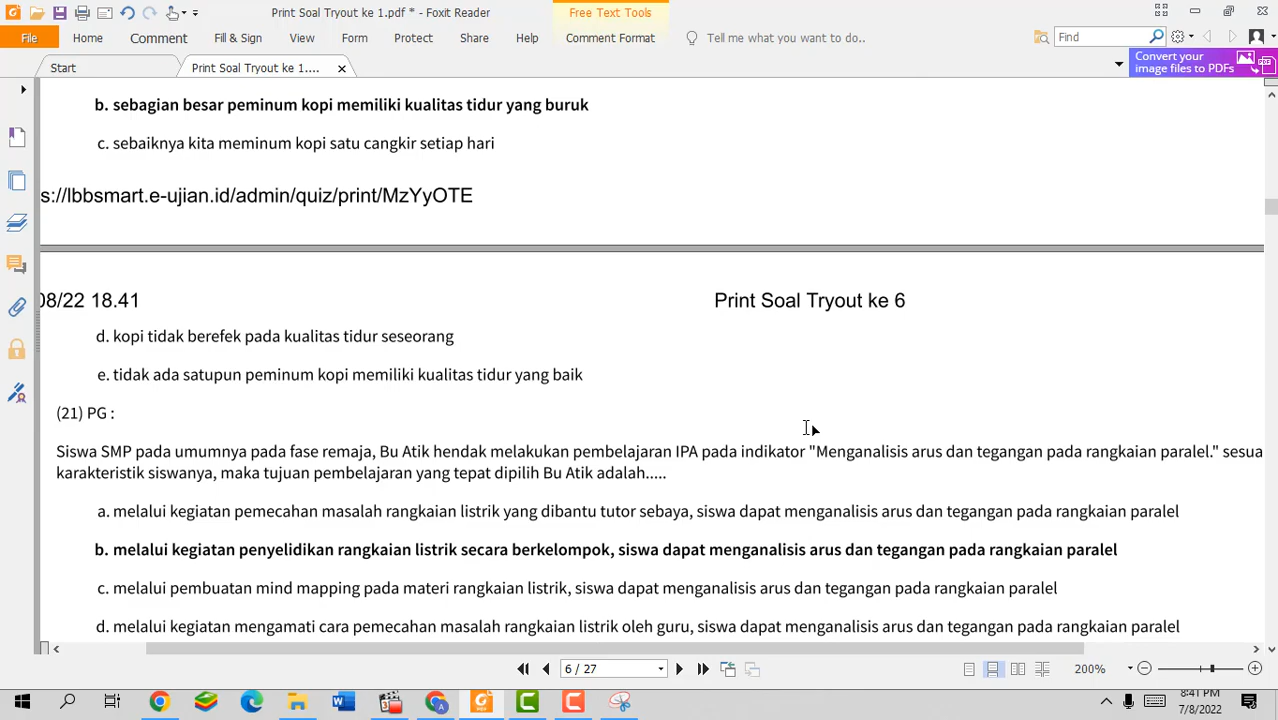 Print Soal Tryout ke 1.pdf * - Foxit Reader
Free Text Tools
File Home Comment Fill & Sign View Form Protect Share Help Comment Format Tell me what you want to do.. Find
Start Print Soal Tryout ke 1....
Convert your
image files to PDFs
b. sebagian besar peminum kopi memiliki kualitas tidur yang buruk
c. sebaiknya kita meminum kopi satu cangkir setiap hari
s://lbbsmart.e-ujian.id/admin/quiz/print/MzYyOTE
08/22 18.41 Print Soal Tryout ke 6
d. kopi tidak berefek pada kualitas tidur seseorang
e. tidak ada satupun peminum kopi memiliki kualitas tidur yang baik
(21) PG :
Siswa SMP pada umumnya pada fase remaja, Bu Atik hendak melakukan pembelajaran IPA pada indikator "Menganalisis arus dan tegangan pada rangkaian paralel." sesua
karakteristik siswanya, maka tujuan pembelajaran yang tepat dipilih Bu Atik adalah.....
a. melalui kegiatan pemecahan masalah rangkaian listrik yang dibantu tutor sebaya, siswa dapat menganalisis arus dan tegangan pada rangkaian paralel
b. melalui kegiatan penyelidikan rangkaian listrik secara berkelompok, siswa dapat menganalisis arus dan tegangan pada rangkaian paralel
c. melalui pembuatan mind mapping pada materi rangkaian listrik, siswa dapat menganalisis arus dan tegangan pada rangkaian paralel
d. melalui kegiatan mengamati cara pemecahan masalah rangkaian listrik oleh guru, siswa dapat menganalisis arus dan tegangan pada rangkaian paralel
6 / 27 200%
8:41 PM
7/8/2022